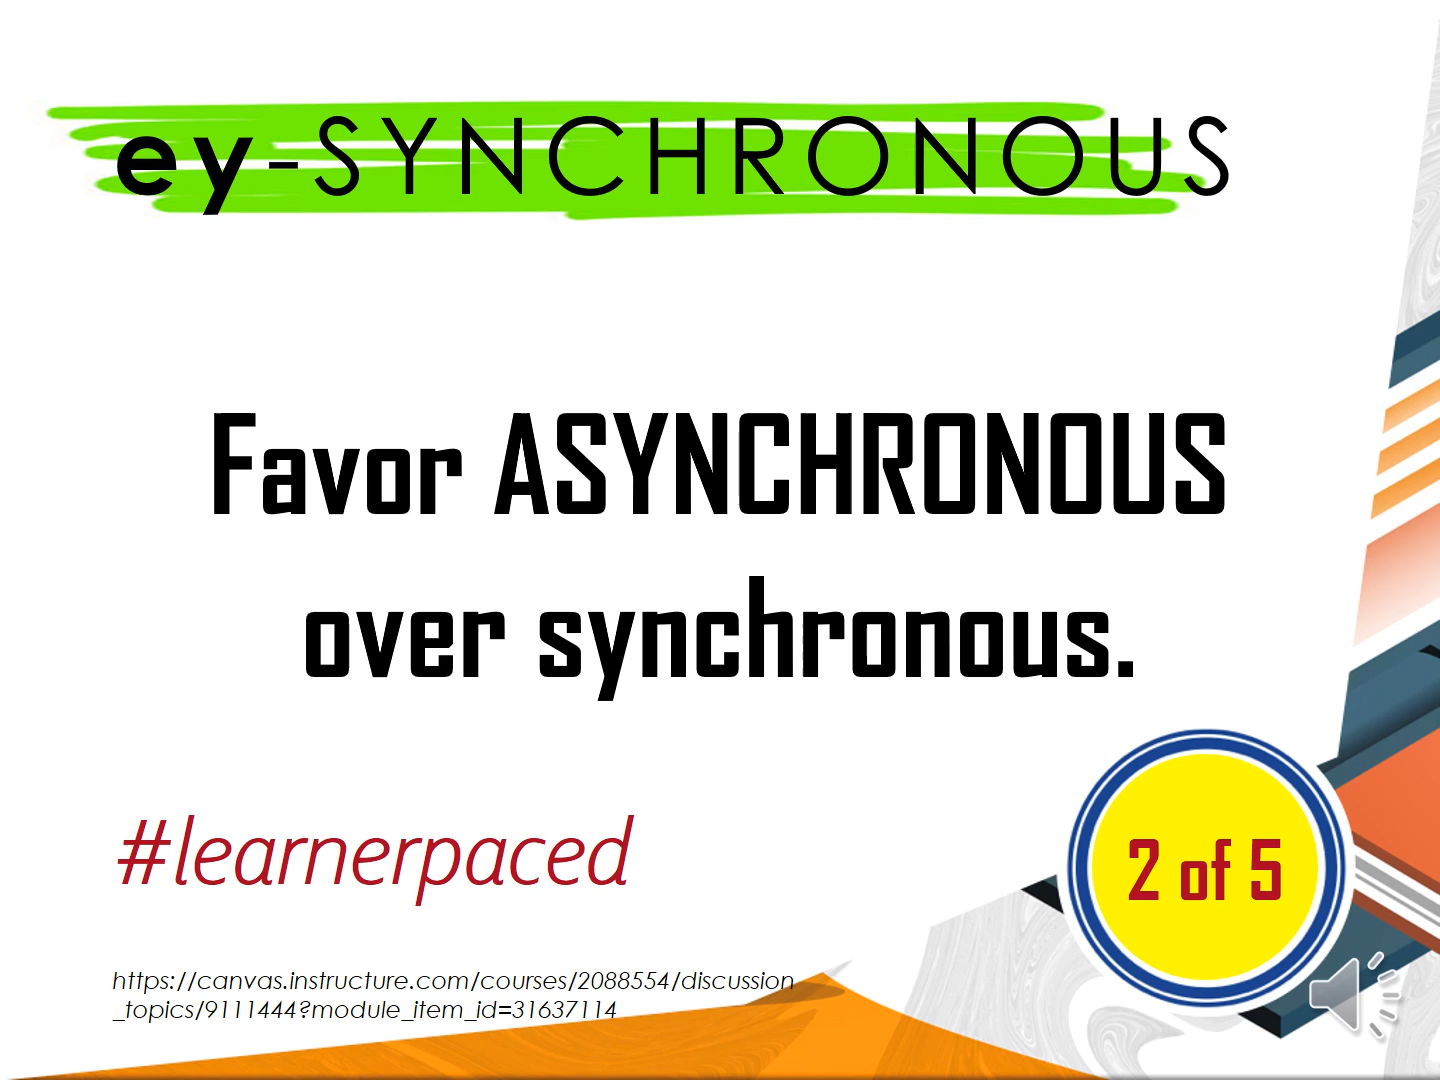 ey-SYNCHRONOUS
Favor ASYNCHRONOUS
over synchronous.
#learnerpaced
2 of 5
https://canvas.instructure.com/courses/2088554/discussion
_topics/9111444?module_item_id=31637114